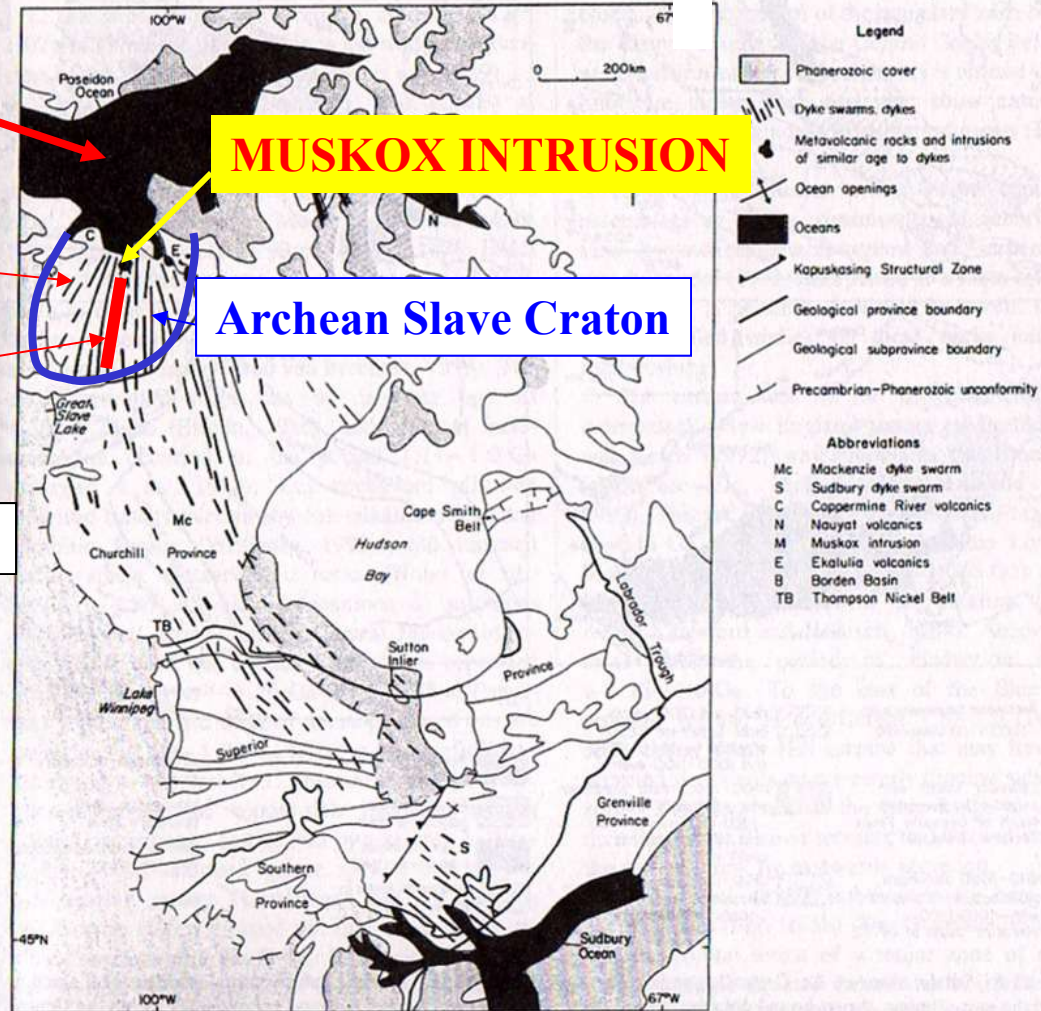 100°W
67°
Poseidon
Ocean
0 200km
MUSKOX INTRUSION
N
C
E
Archean Slave Craton
Great
Slave
Lake
Mc
Churchill Province
Cape Smith
Belt
Hudson
Bay
Labrador
Trough
TB
Sutton
Inlier
Province
Lake
Winnipeg
Superior
Grenville
Province
S
Southern
Province
45°N
Sudbury
Ocean
100°W
67°W
Legend
Phanerozoic cover
Dyke swarms, dykes
Metavolcanic rocks and intrusions
of similar age to dykes
Ocean openings
Oceans
Kapuskasing Structural Zone
Geological province boundary
Geological subprovince boundary
Precambrian-Phanerozoic unconformity
Abbreviations
Mc Mackenzie dyke swarm
S Sudbury dyke swarm
C Coppermine River volcanics
N Nauyat volcanics
M Muskox intrusion
E Ekalulia volcanics
B Borden Basin
TB Thompson Nickel Belt